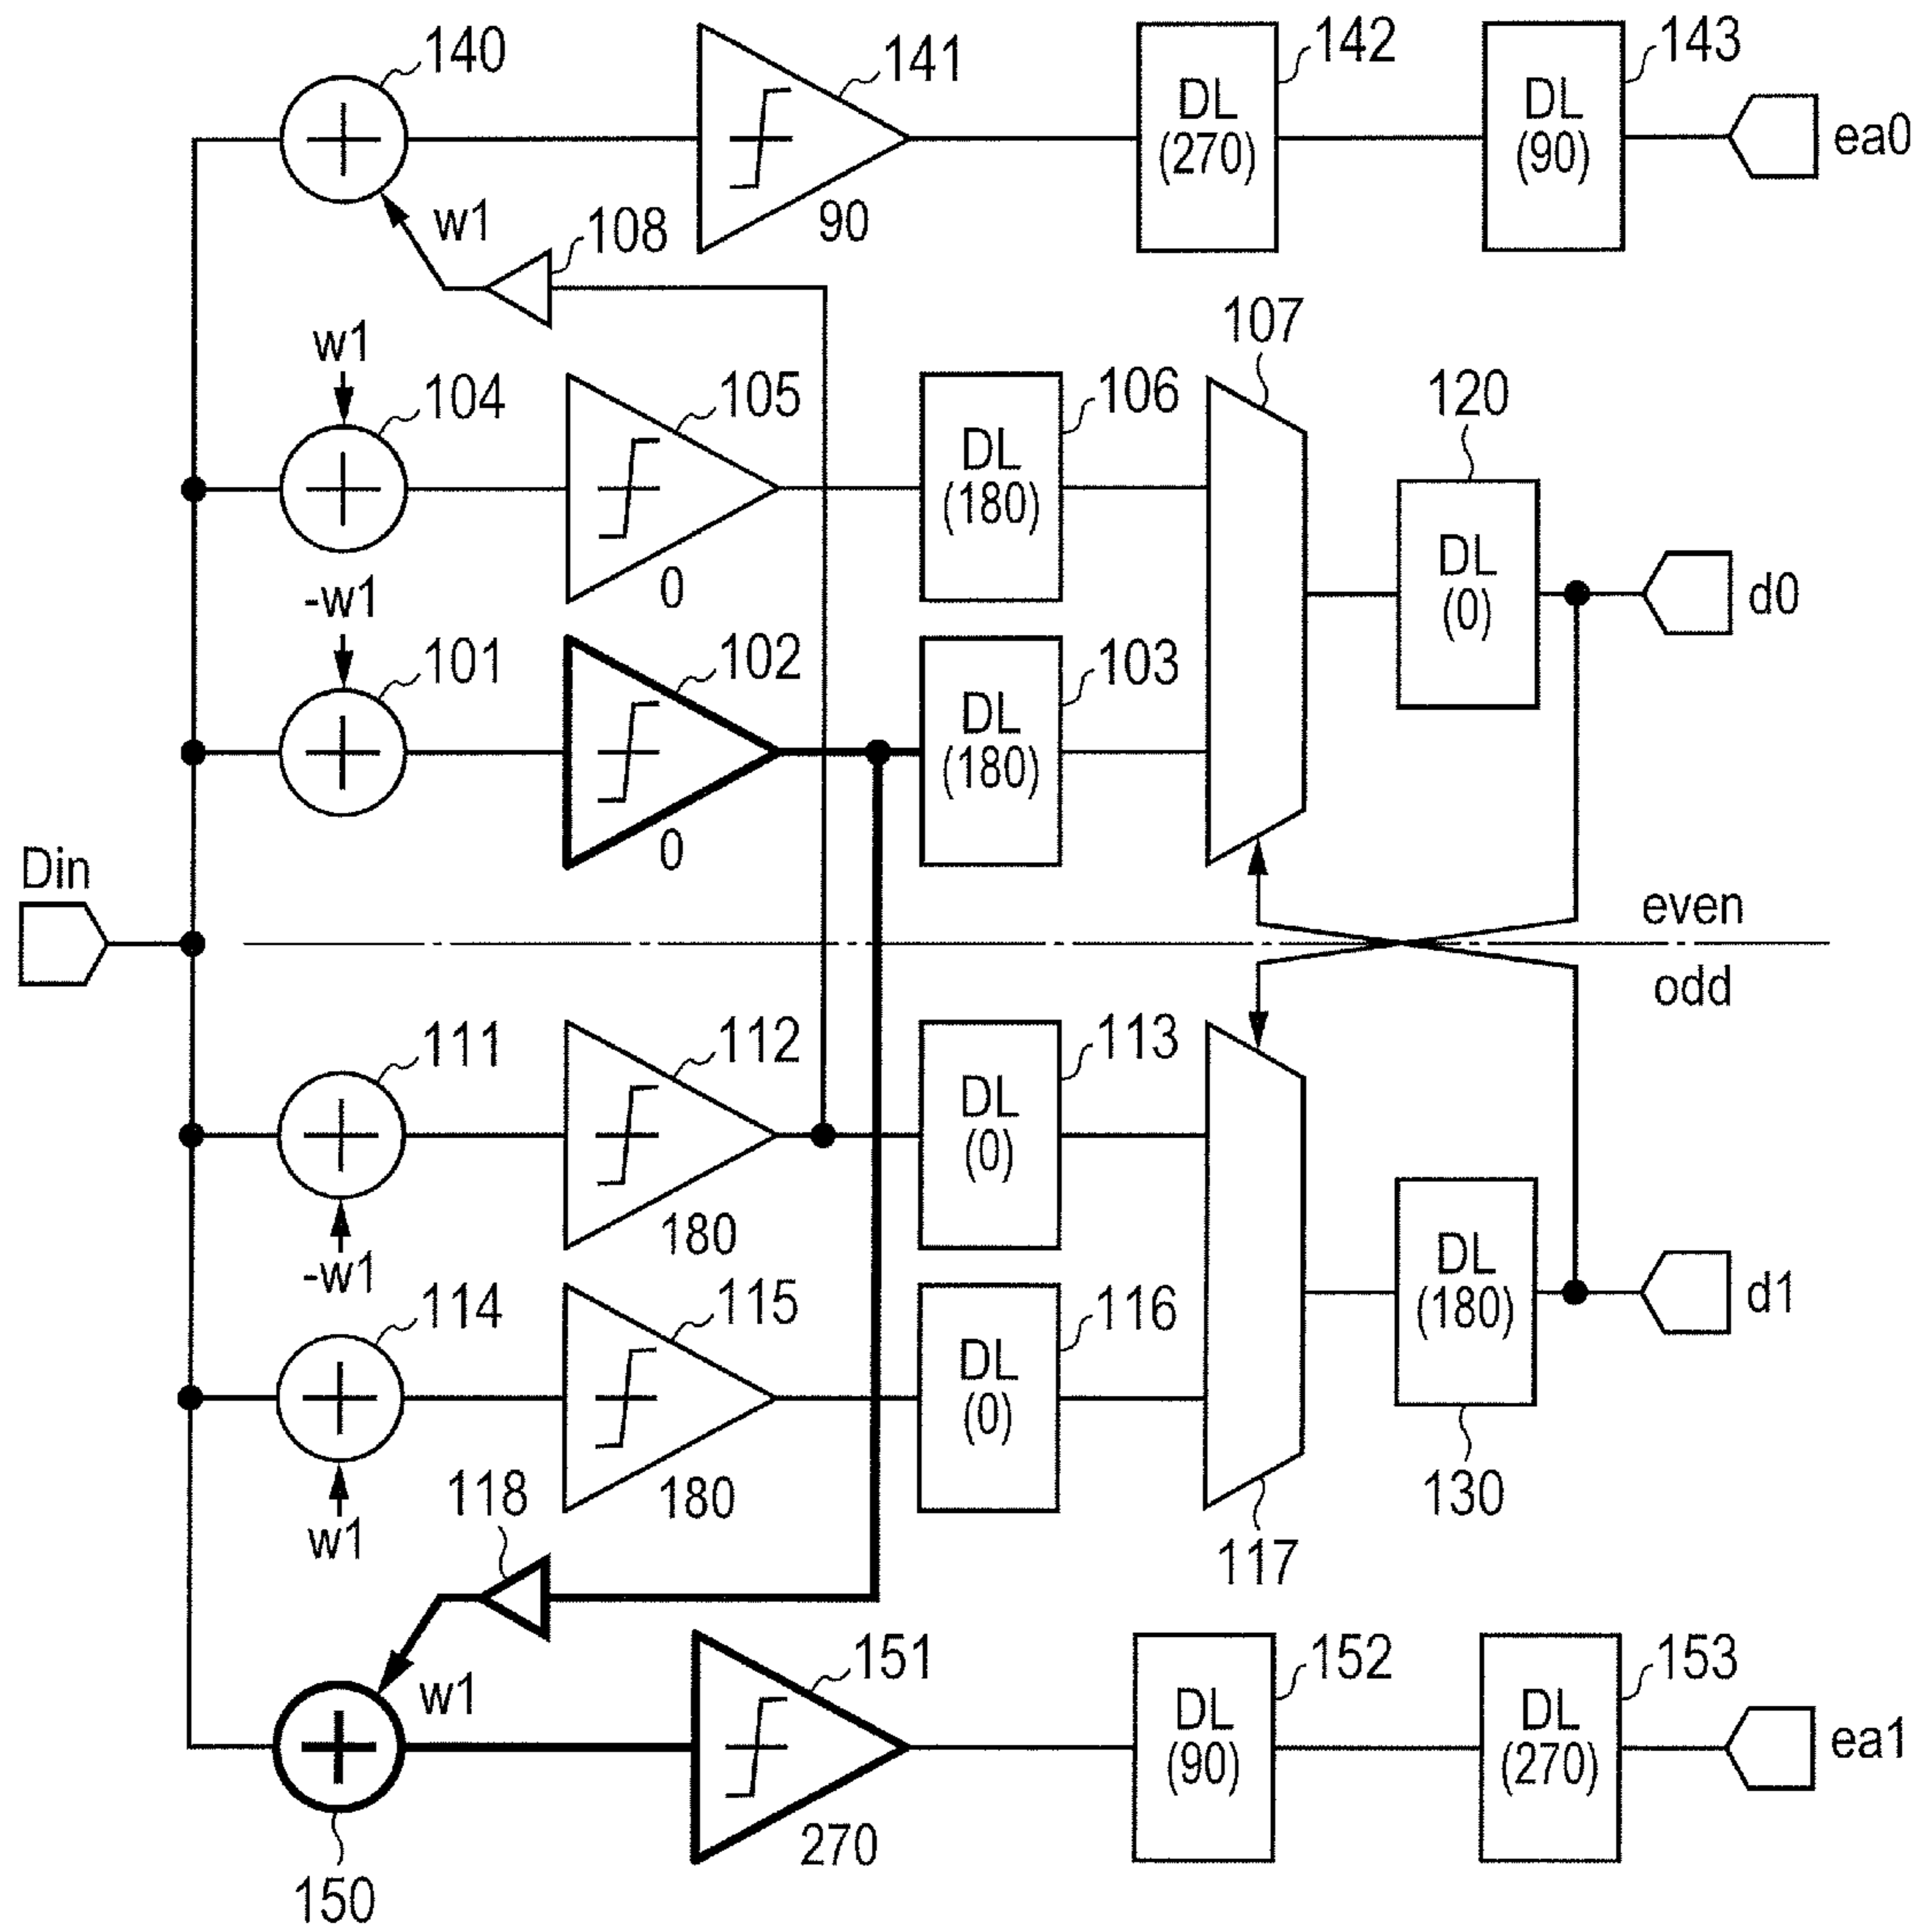 140
141
142
143
DL
(270)
DL
(90)
ea0
w1
108
90
107
w1
104
105
106
120
DL
(180)
DL
(0)
d0
0
-w1
101
102
103
DL
(180)
0
Din
even
odd
111
112
113
DL
(0)
180
-w1
114
115
116
DL
(180)
d1
DL
(0)
118
180
130
w1
117
w1
151
152
153
DL
(90)
DL
(270)
ea1
270
150